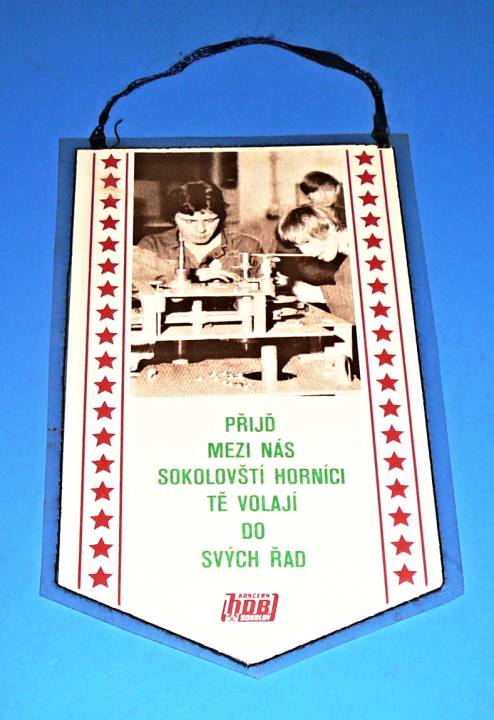 PŘIJĎ
MEZI NÁS
SOKOLOVŠTÍ HORNÍCI
TĚ VOLAJÍ
DO
SVÝCH ŘAD
KONCERN
HDB
SOKOLOV